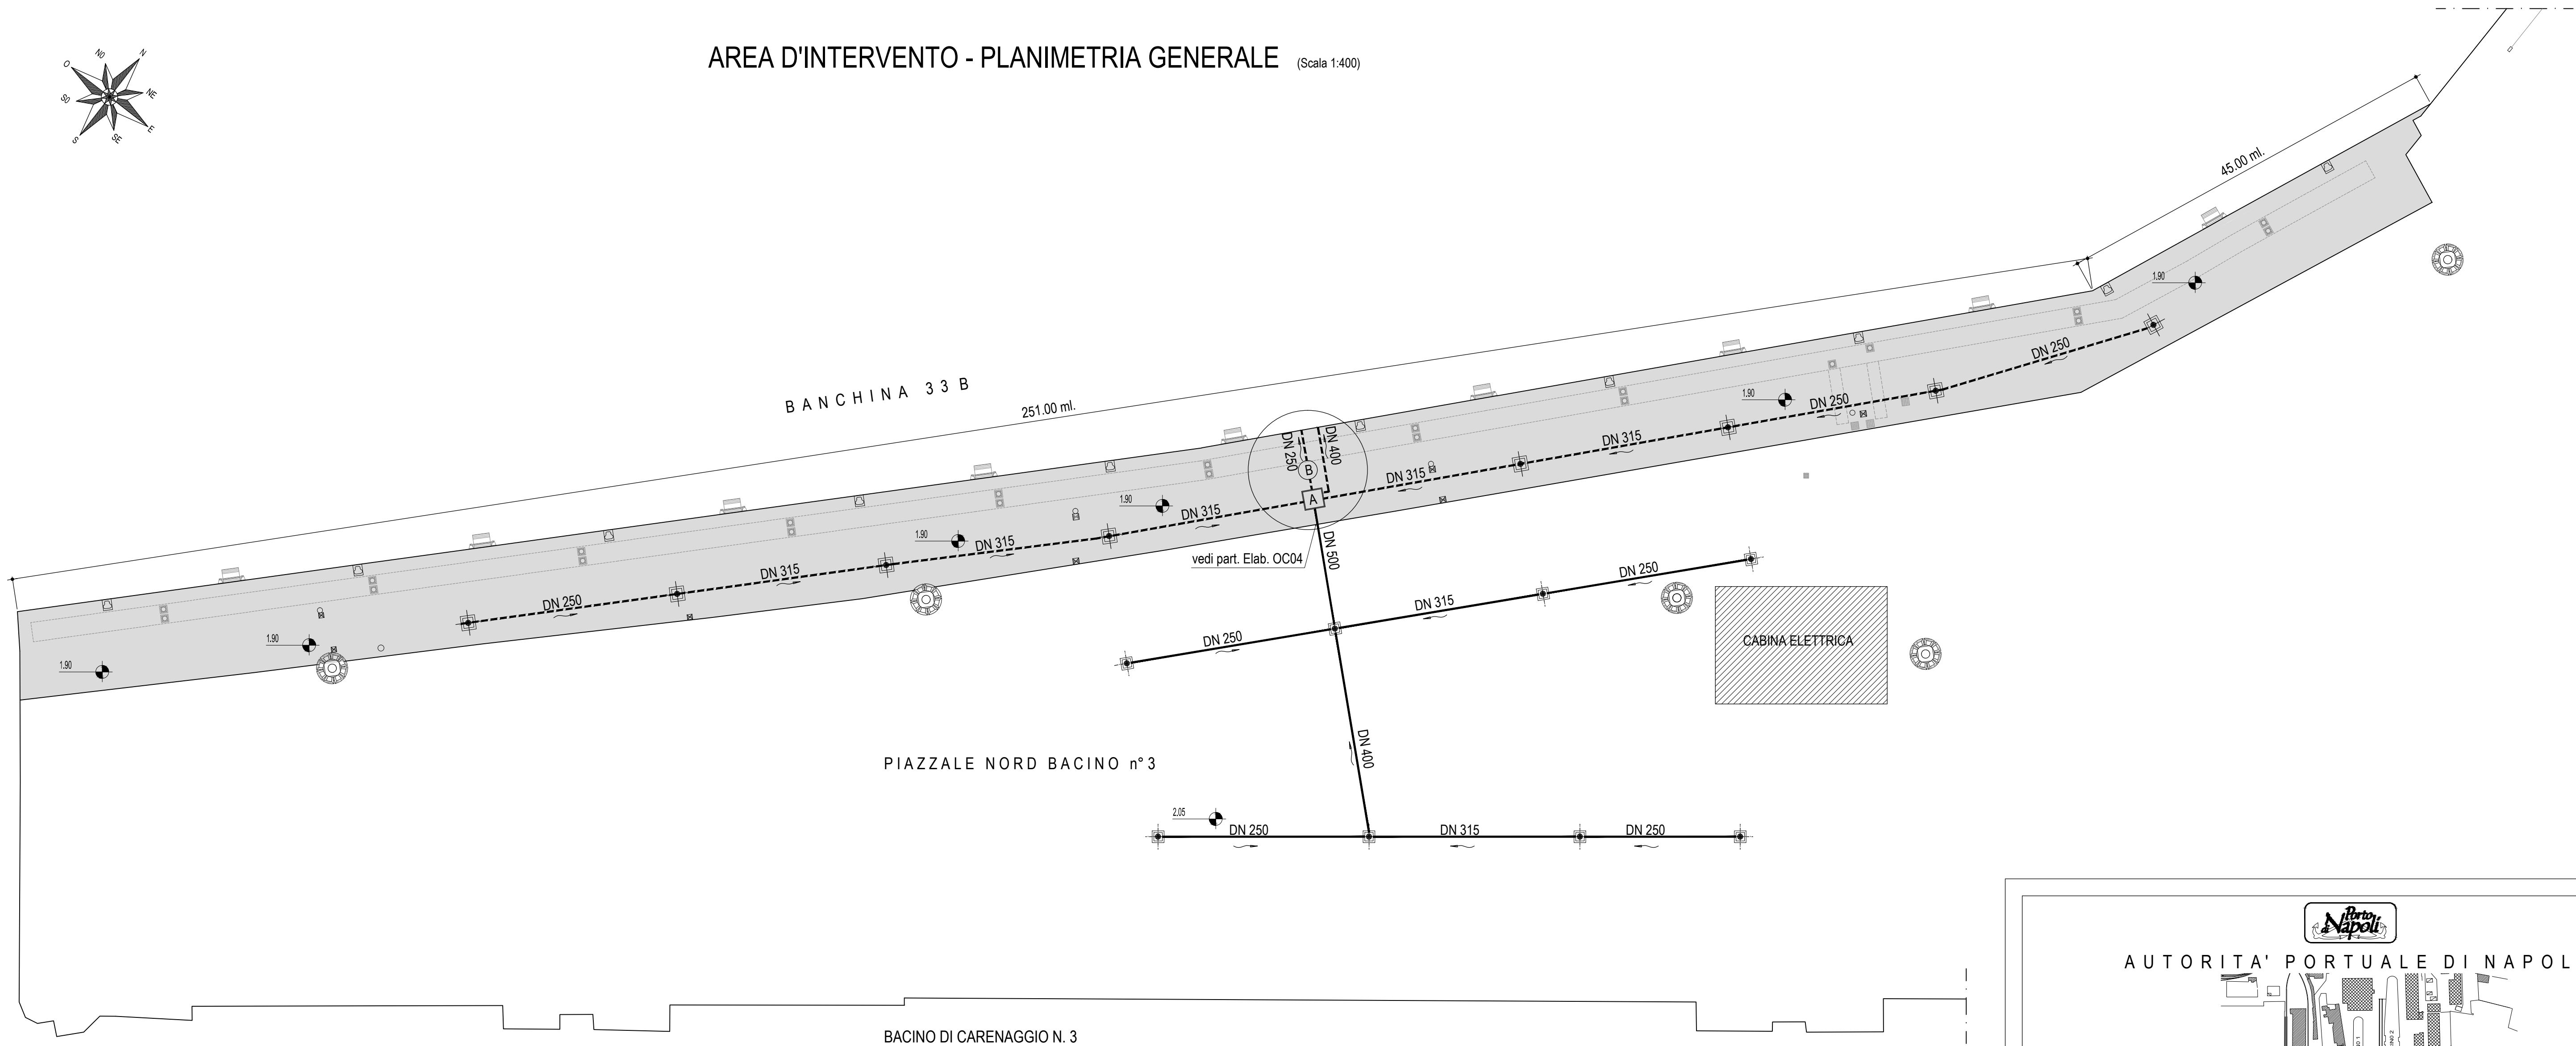 AREA D'INTERVENTO - PLANIMETRIA GENERALE (Scala 1:400)
NO
N
O
NE
SO
E
S
SE
45.00 ml.
1.90
DN 250
BANCHINA 33 B
251.00 ml.
1.90
DN 250
DN 315
DN 250
DN 400
B
A
DN 315
1.90
DN 315
1.90
DN 315
DN 315
DN 250
vedi part. Elab. OC04
DN 500
DN 250
DN 315
DN 250
1.90
1.90
CABINA ELETTRICA
DN 400
PIAZZALE NORD BACINO n° 3
2.05
DN 250
DN 315
DN 250
Porto
di Napoli
AUTORITA' PORTUALE DI NAPOL
BACINO DI CARENAGGIO N. 3